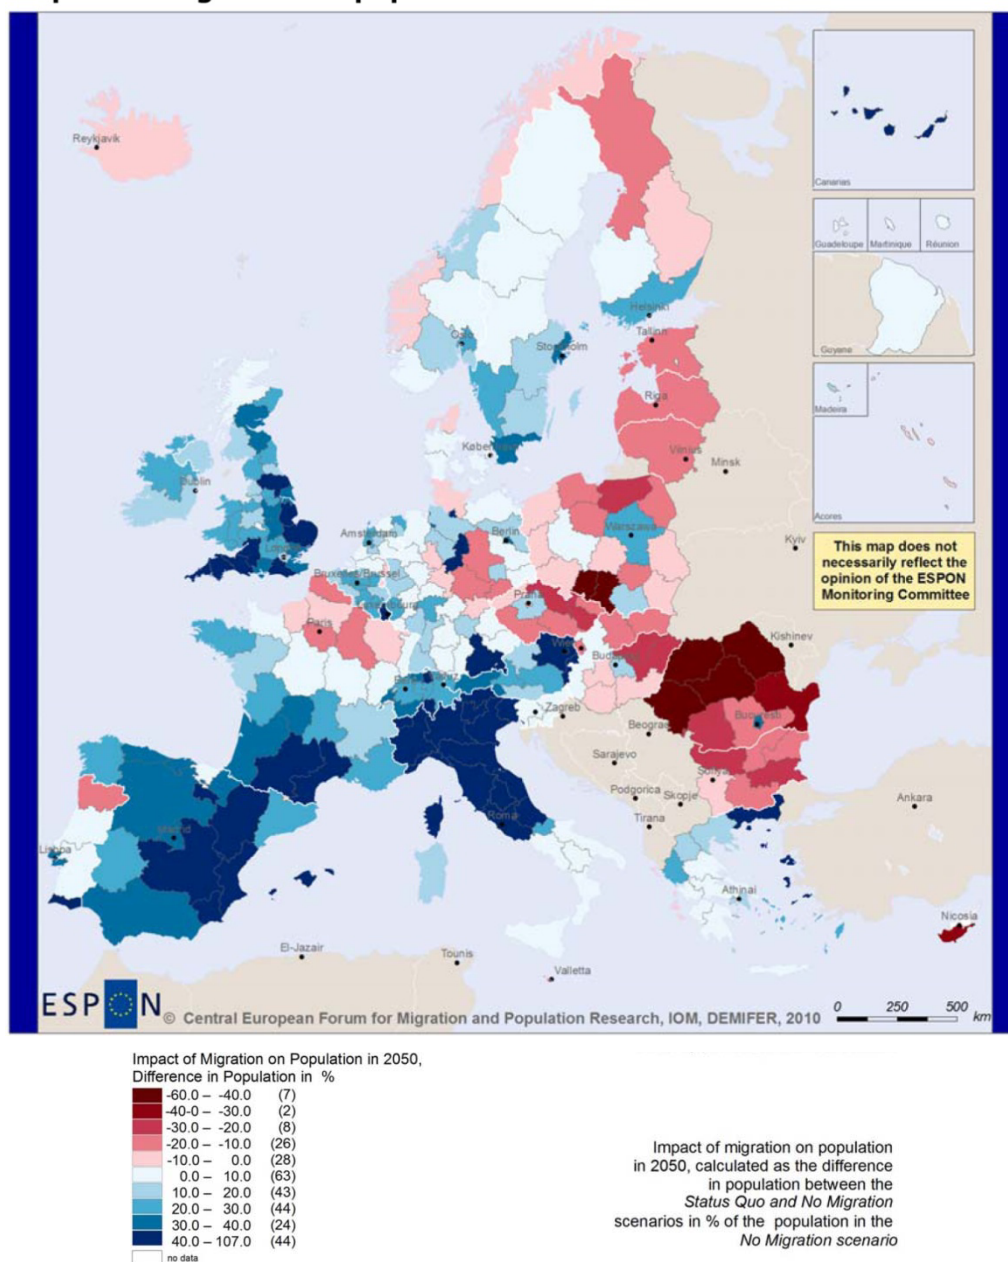 Reykjavik
Canarias
Guadeloupe Martinique Réunion
Guyane
Madeira
Acores
This map does not
necessarily reflect the
opinion of the ESPON
Monitoring Committee
Helsinki
Tallinn
Stockholm
Riga
Vilnius
Minsk
Dublin
Amsterdam
Berlin
Warszawa
Kyiv
Bruxelles/Brussel
Praha
Paris
Kishinev
Zagreb
Bucuresti
Beograd
Sarajevo
Sofiya
Podgorica
Skopje
Tirana
Ankara
Roma
Madrid
Lisboa
Athinai
Nicosia
El-Jazair
Tounis
Valletta
ESPON
© Central European Forum for Migration and Population Research, IOM, DEMIFER, 2010
0 250 500
km
Impact of Migration on Population in 2050,
Difference in Population in %
-60.0 – -40.0 (7)
-40.0 – -30.0 (2)
-30.0 – -20.0 (8)
-20.0 – -10.0 (26)
-10.0 – 0.0 (28)
0.0 – 10.0 (63)
10.0 – 20.0 (43)
20.0 – 30.0 (44)
30.0 – 40.0 (24)
40.0 – 107.0 (44)
no data
Impact of migration on population
in 2050, calculated as the difference
in population between the
Status Quo and No Migration
scenarios in % of the population in the
No Migration scenario